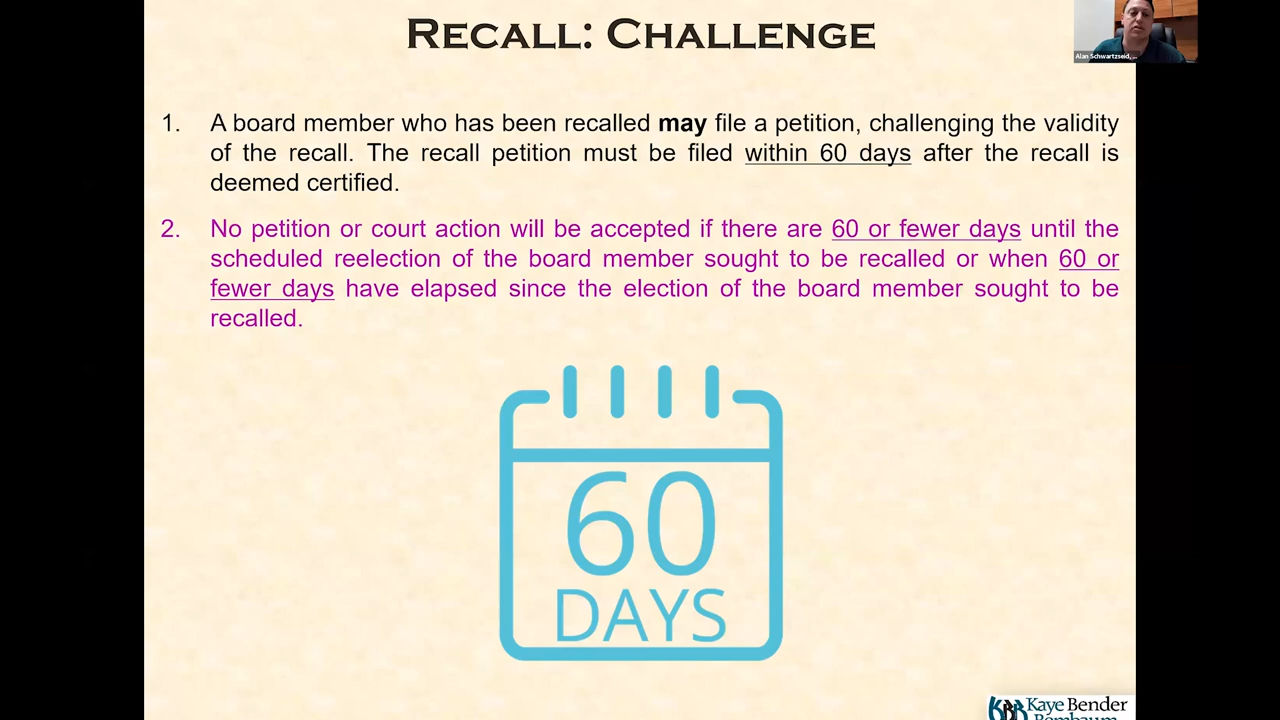 RECALL: CHALLENGE
Alan Schwartzseid, ...
1. A board member who has been recalled may file a petition, challenging the validity
of the recall. The recall petition must be filed within 60 days after the recall is
deemed certified.
2. No petition or court action will be accepted if there are 60 or fewer days until the
scheduled reelection of the board member sought to be recalled or when 60 or
fewer days have elapsed since the election of the board member sought to be
recalled.
60
DAYS
KBR Kaye Bender
Rembaum